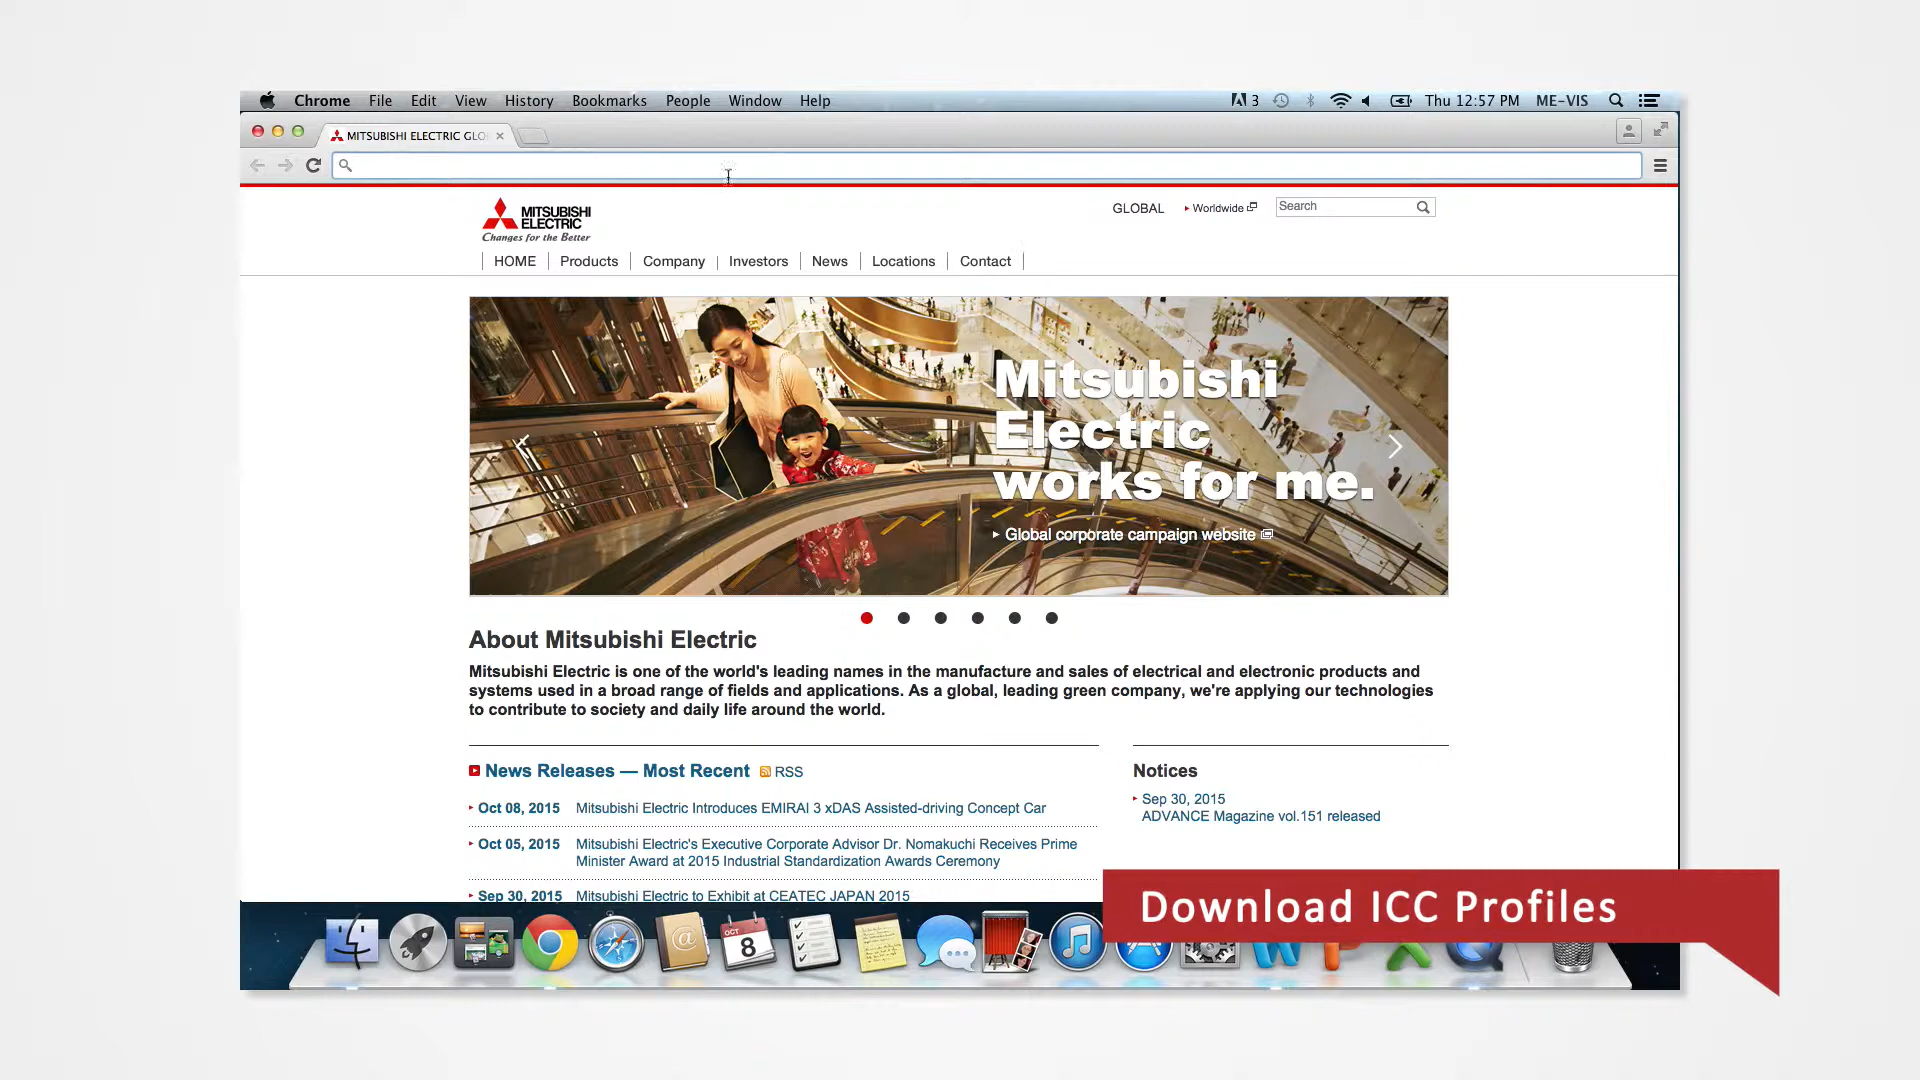 Chrome File Edit View History Bookmarks People Window Help
3 Thu 12:57 PM ME-VIS
MITSUBISHI ELECTRIC GLO
MITSUBISHI
ELECTRIC
Changes for the Better
GLOBAL Worldwide Search
HOME Products Company Investors News Locations Contact
Mitsubishi
Electric
works for me.
Global corporate campaign website
About Mitsubishi Electric
Mitsubishi Electric is one of the world's leading names in the manufacture and sales of electrical and electronic products and
systems used in a broad range of fields and applications. As a global, leading green company, we're applying our technologies
to contribute to society and daily life around the world.
News Releases — Most Recent RSS
Oct 08, 2015 Mitsubishi Electric Introduces EMIRAI 3 xDAS Assisted-driving Concept Car
Oct 05, 2015 Mitsubishi Electric's Executive Corporate Advisor Dr. Nomakuchi Receives Prime
Minister Award at 2015 Industrial Standardization Awards Ceremony
Sep 30, 2015 Mitsubishi Electric to Exhibit at CEATEC JAPAN 2015
Notices
Sep 30, 2015
ADVANCE Magazine vol.151 released
Download ICC Profiles
OCT
8